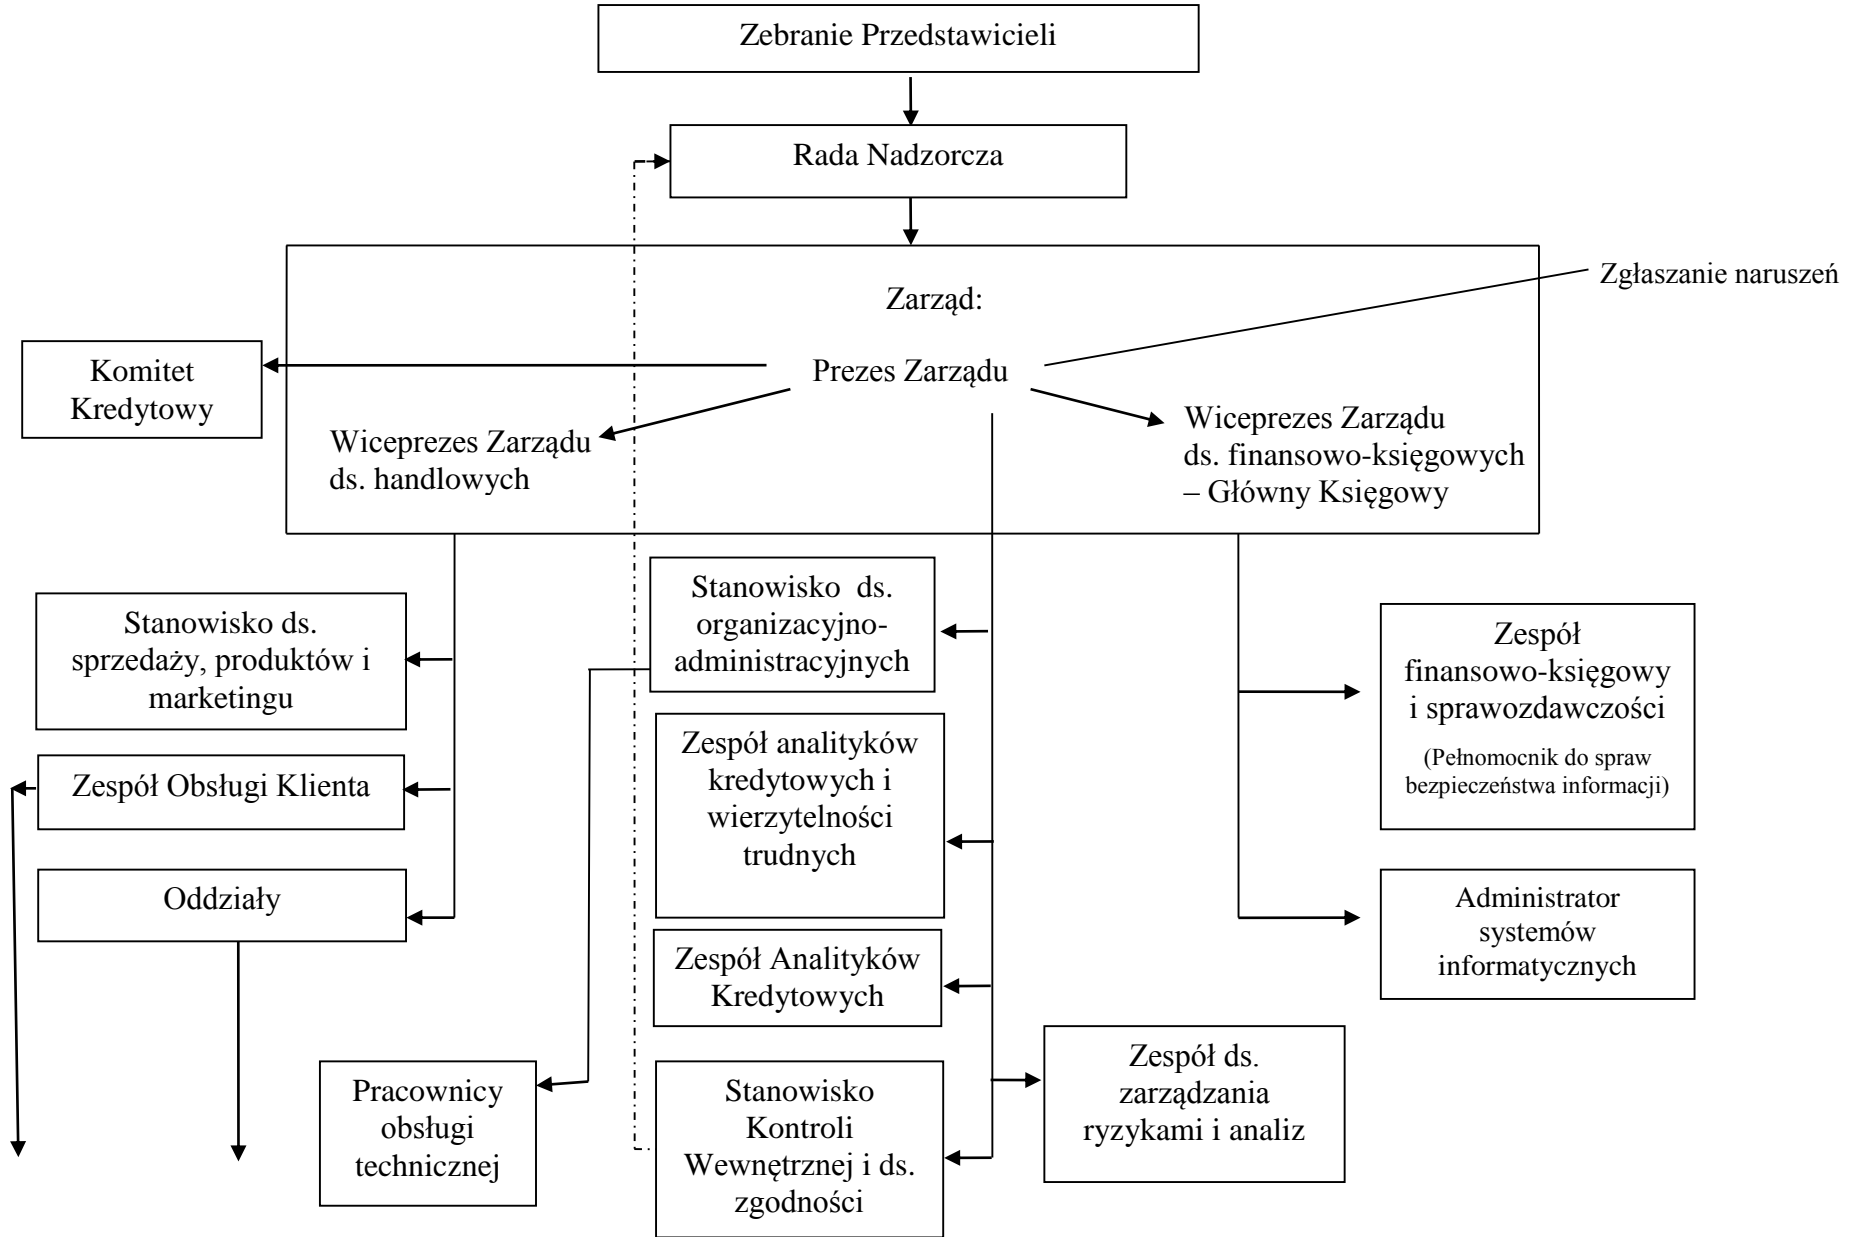 Zebranie Przedstawicieli
Rada Nadzorcza
Zgłaszanie naruszeń
Zarząd:
Prezes Zarządu
Komitet
Kredytowy
Wiceprezes Zarządu
ds. handlowych
Wiceprezes Zarządu
ds. finansowo-księgowych
– Główny Księgowy
Stanowisko ds.
sprzedaży, produktów i
marketingu
Zespół Obsługi Klienta
Oddziały
Stanowisko ds.
organizacyjno-
administracyjnych
Zespół analityków
kredytowych i
wierzytelności
trudnych
Zespół Analityków
Kredytowych
Pracownicy
obsługi
technicznej
Stanowisko
Kontroli
Wewnętrznej i ds.
zgodności
Zespół ds.
zarządzania
ryzykami i analiz
Zespół
finansowo-księgowy
i sprawozdawczości
(Pełnomocnik do spraw
bezpieczeństwa informacji)
Administrator
systemów
informatycznych